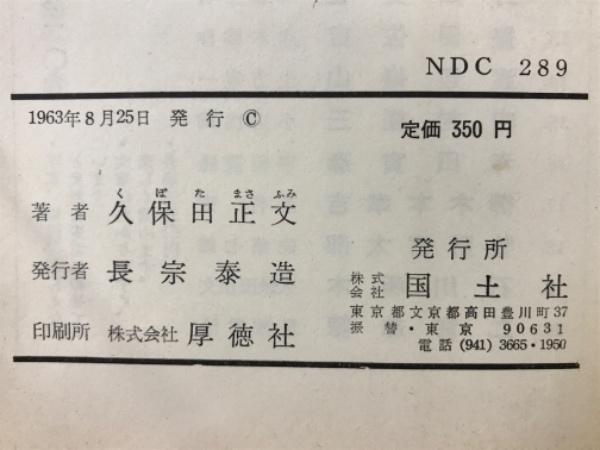 NDC 289
1963年8月25日 発行 ©
定価 350 円
くぼたまさふみ
著者 久保田正文
発行者 長宗泰造
印刷所 株式会社 厚徳社
発行所
株式会社 国土社
東京都文京都高田豊川町37
振替・東京 90631
電話 (941) 3665・1950